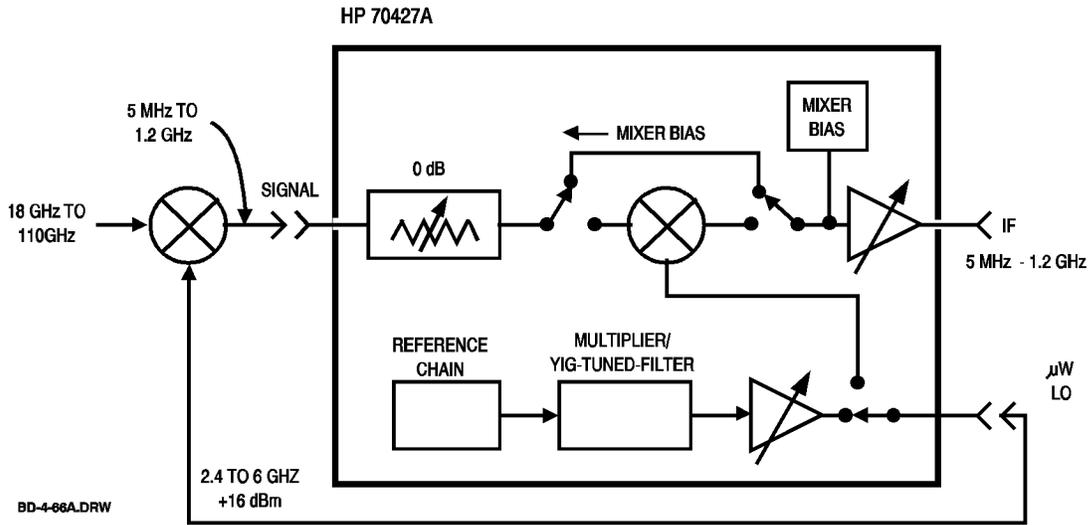 HP 70427A
5 MHz TO
1.2 GHz
MIXER
BIAS
MIXER BIAS
0 dB
SIGNAL
18 GHz TO
110GHz
IF
5 MHz - 1.2 GHz
REFERENCE
CHAIN
MULTIPLIER/
YIG-TUNED-FILTER
µW
LO
2.4 TO 6 GHZ
+16 dBm
BD-4-66A.DRW